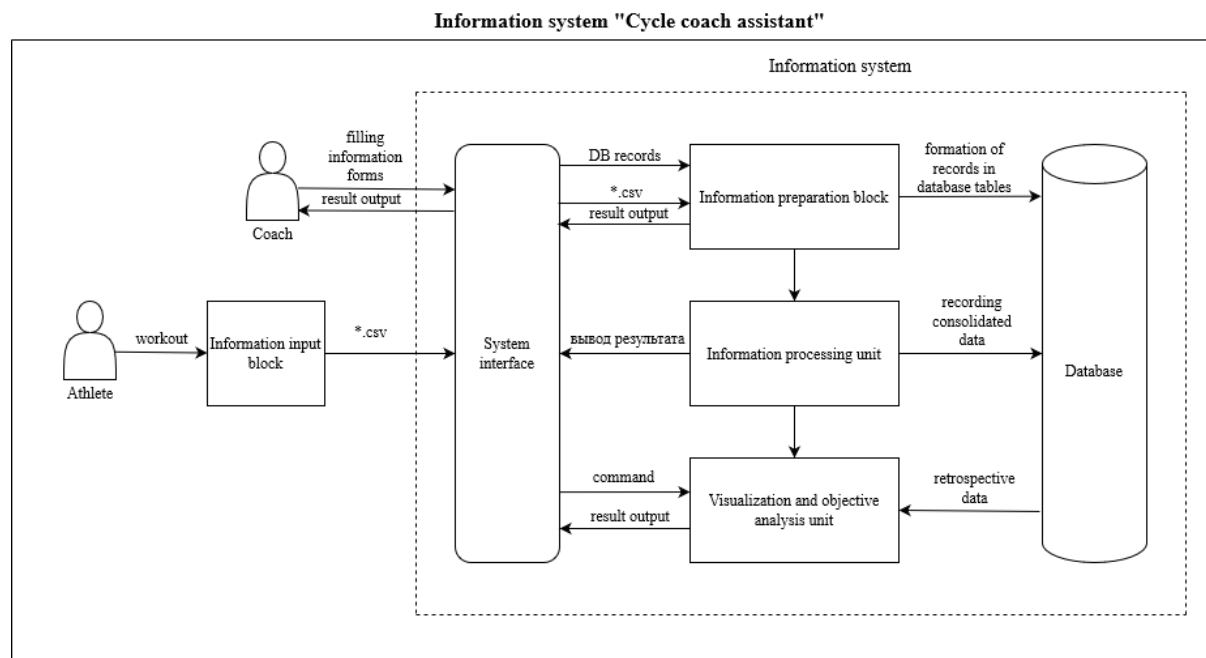 Information system "Cycle coach assistant"
Information system
filling
information
forms
result output
Coach
DB records
*.csv
result output
Information preparation block
formation of
records in
database tables
Athlete
workout
Information input
block
*.csv
System
interface
вывод результата
Information processing unit
recording
consolidated
data
Database
command
result output
Visualization and objective
analysis unit
retrospective
data